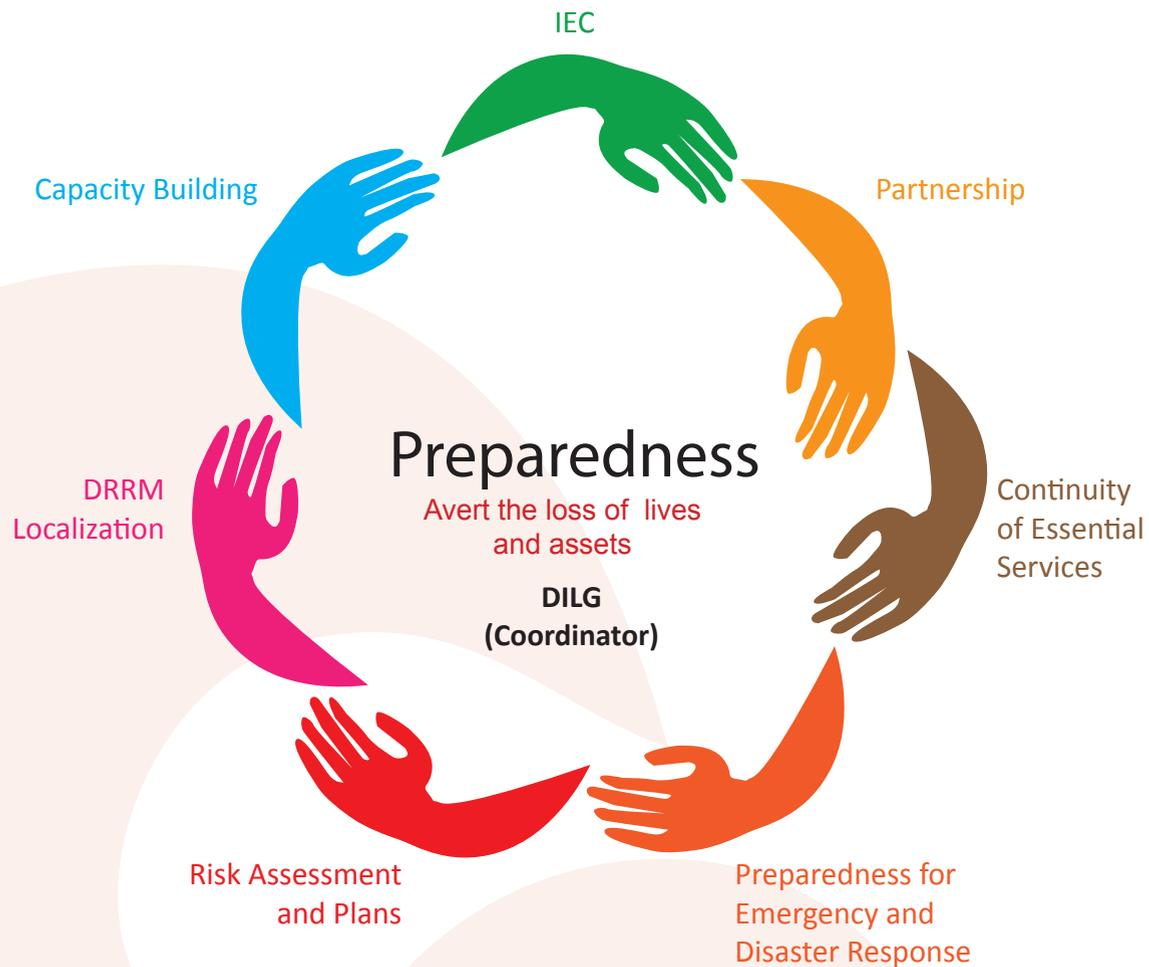 IEC
Capacity Building
Partnership
Preparedness
Avert the loss of lives
and assets
DILG
(Coordinator)
DRRM
Localization
Continuity
of Essential
Services
Risk Assessment
and Plans
Preparedness for
Emergency and
Disaster Response